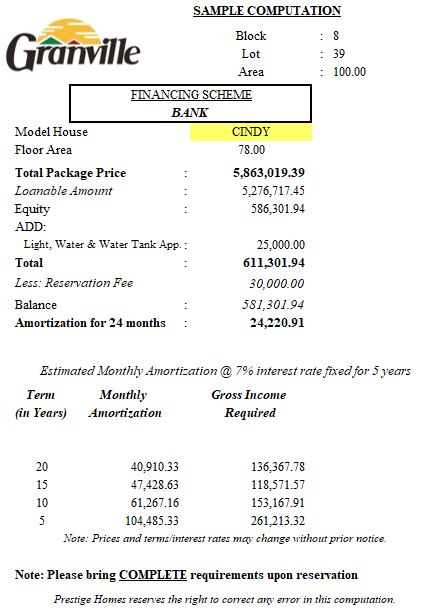 Granville
SAMPLE COMPUTATION
Block : 8
Lot : 39
Area : 100.00
FINANCING SCHEME
BANK
Model House CINDY
Floor Area 78.00
Total Package Price : 5,863,019.39
Loanable Amount : 5,276,717.45
Equity : 586,301.94
ADD:
Light, Water & Water Tank App. : 25,000.00
Total 611,301.94
Less: Reservation Fee 30,000.00
Balance : 581,301.94
Amortization for 24 months : 24,220.91
Estimated Monthly Amortization @ 7% interest rate fixed for 5 years
Term Monthly Gross Income
(in Years) Amortization Required
20 40,910.33 136,367.78
15 47,428.63 118,571.57
10 61,267.16 153,167.91
5 104,485.33 261,213.32
Note: Prices and terms/interest rates may change without prior notice.
Note: Please bring COMPLETE requirements upon reservation
Prestige Homes reserves the right to correct any error in this computation.